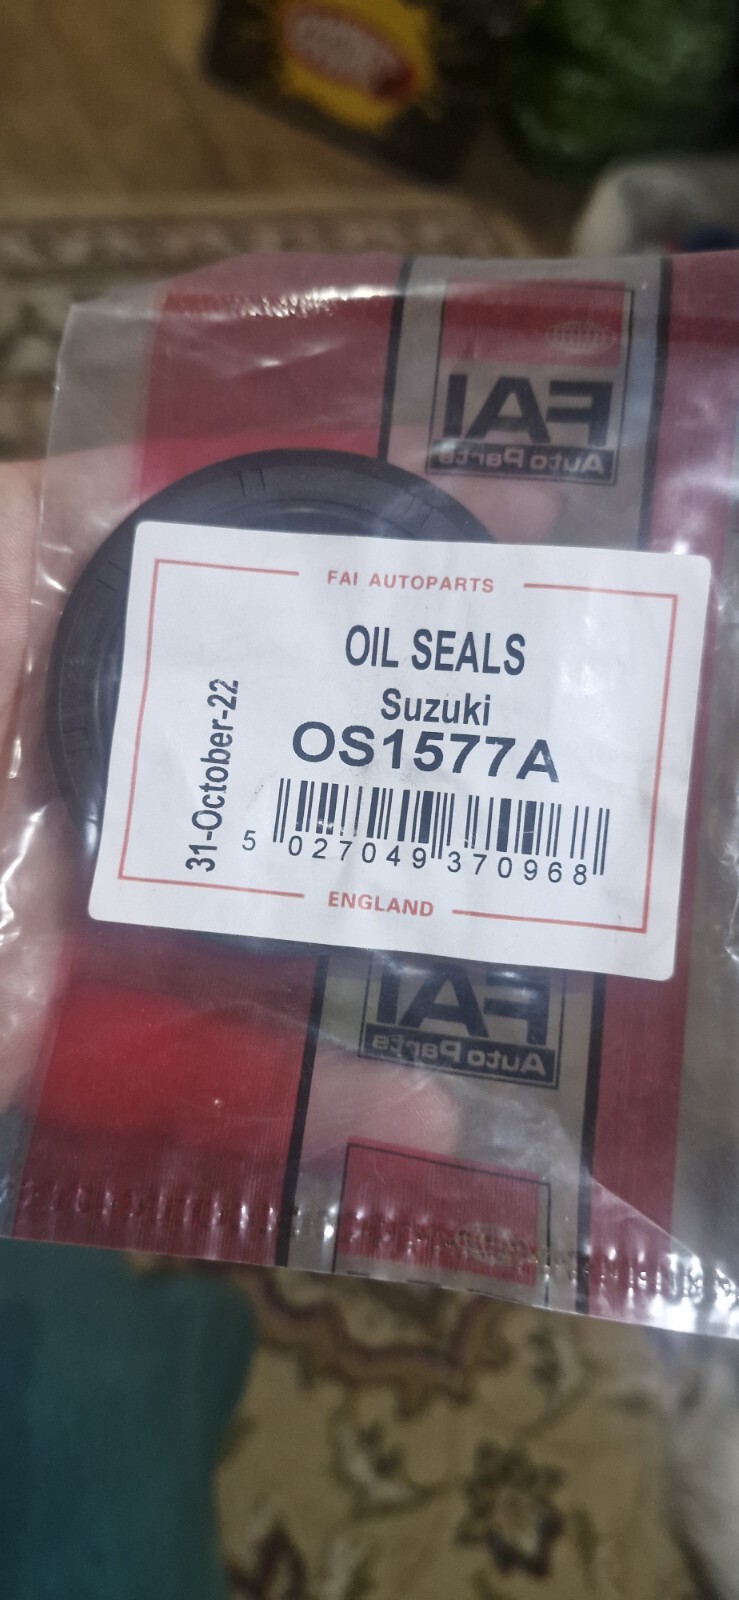 FAI
Auto Parts
FAI AUTOPARTS
OIL SEALS
Suzuki
OS1577A
31-October-22
5 027049 370968
ENGLAND
FAI
Auto Parts